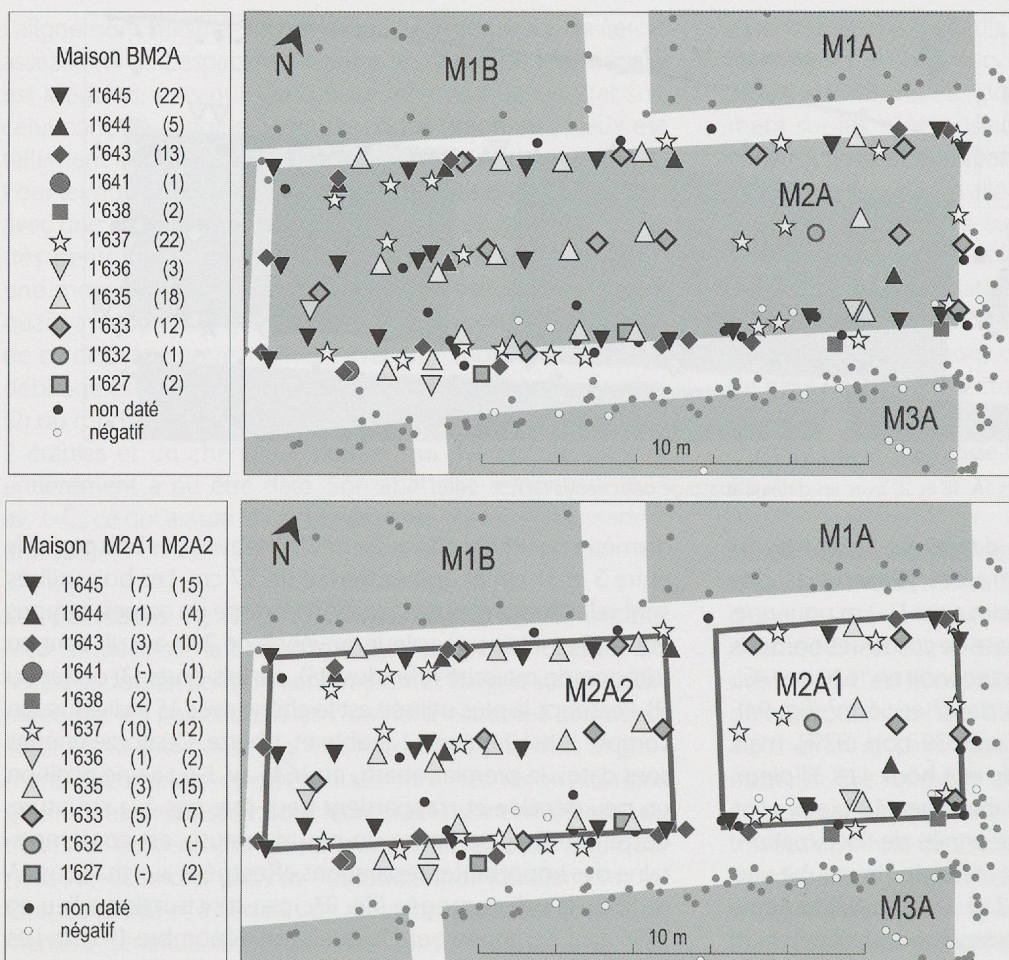 Maison BM2A
1'645 (22)
1'644 (5)
1'643 (13)
1'641 (1)
1'638 (2)
1'637 (22)
1'636 (3)
1'635 (18)
1'633 (12)
1'632 (1)
1'627 (2)
non daté
négatif
N
M1B
M1A
M2A
M3A
10 m
Maison M2A1 M2A2
1'645 (7) (15)
1'644 (1) (4)
1'643 (3) (10)
1'641 (-) (1)
1'638 (2) (-)
1'637 (10) (12)
1'636 (1) (2)
1'635 (3) (15)
1'633 (5) (7)
1'632 (1) (-)
1'627 (-) (2)
non daté
négatif
N
M1B
M1A
M2A2
M2A1
M3A
10 m